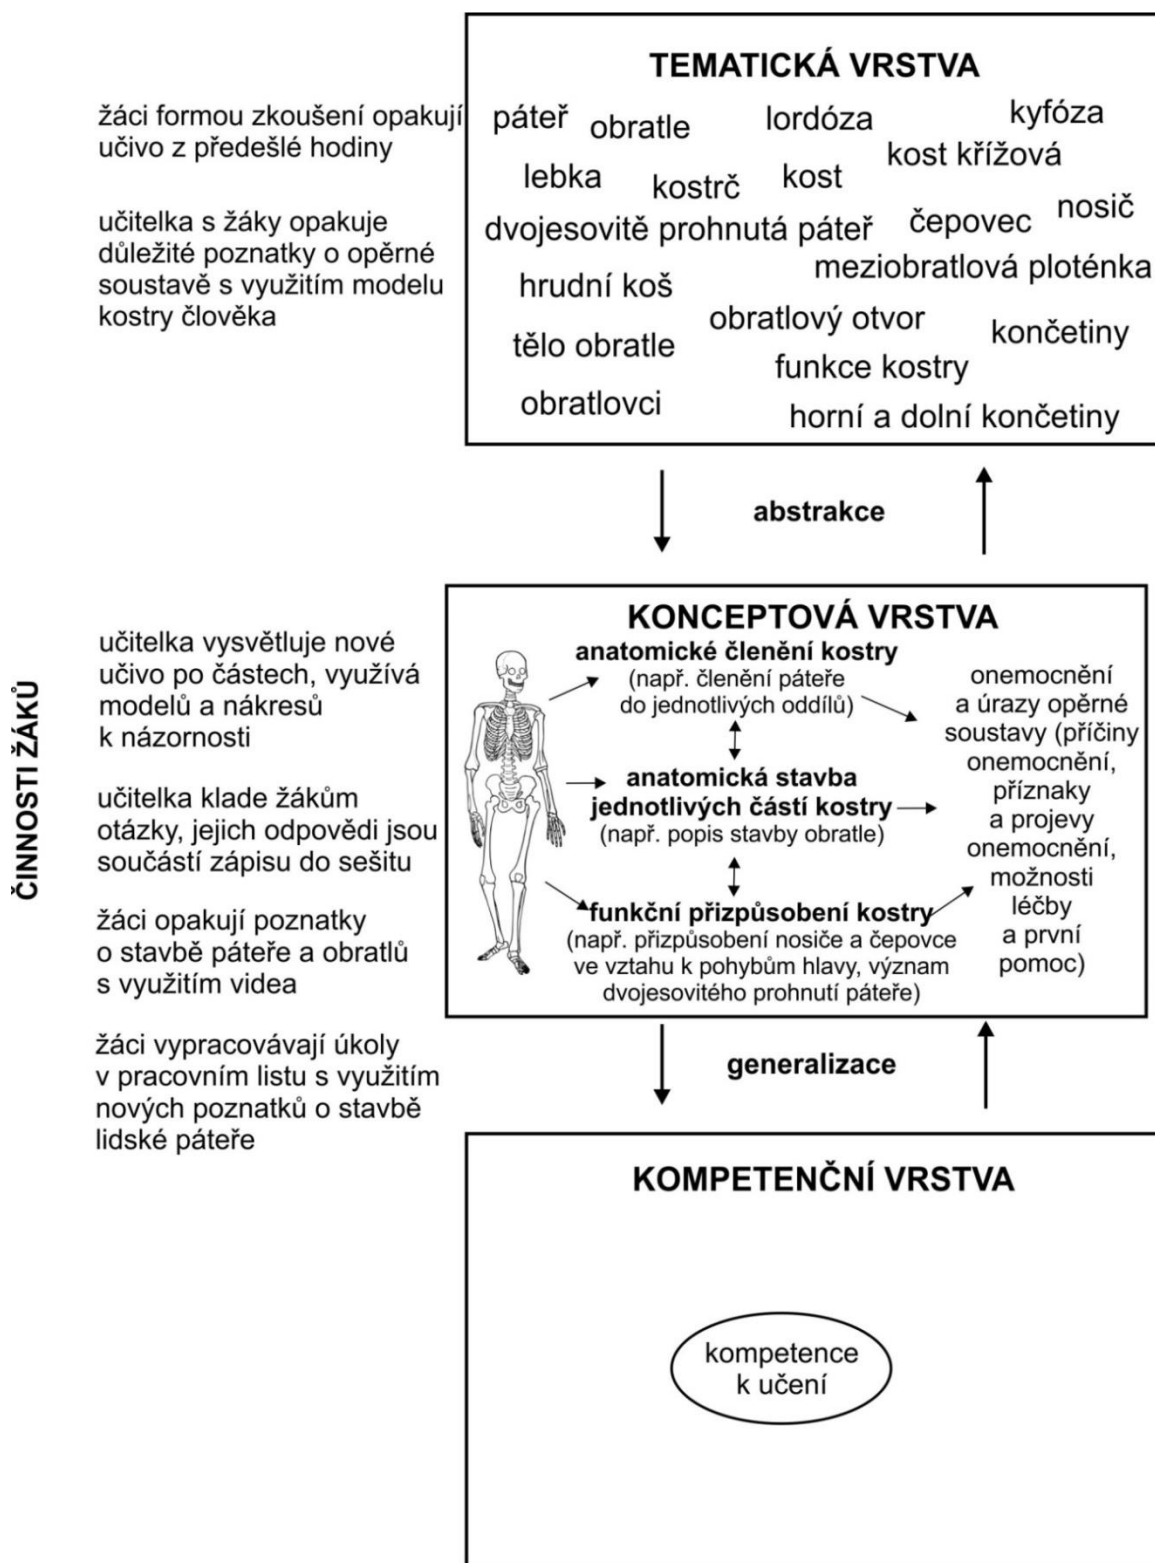 TEMATICKÁ VRSTVA
žáci formou zkoušení opakují
učivo z předešlé hodiny
učitelka s žáky opakuje
důležité poznatky o opěrné
soustavě s využitím modelu
kostry člověka
páteř obratle lordóza kyfóza
kost křížová
lebka kostrč kost
nosič
dvojesovitě prohnutá páteř čepovec
meziobratlová ploténka
hrudní koš
obratlový otvor končetiny
tělo obratle
funkce kostry
obratlovci
horní a dolní končetiny
abstrakce
ČINNOSTI ŽÁKŮ
učitelka vysvětluje nové
učivo po částech, využívá
modelů a nákresů
k názornosti
učitelka klade žákům
otázky, jejich odpovědi jsou
součástí zápisu do sešitu
žáci opakují poznatky
o stavbě páteře a obratlů
s využitím videa
žáci vypracovávají úkoly
v pracovním listu s využitím
nových poznatků o stavbě
lidské páteře
KONCEPTOVÁ VRSTVA
anatomické členění kostry
(např. členění páteře
do jednotlivých oddílů)
anatomická stavba
jednotlivých částí kostry
(např. popis stavby obratle)
funkční přizpůsobení kostry
(např. přizpůsobení nosiče a čepovce
ve vztahu k pohybům hlavy, význam
dvojesovitého prohnutí páteře)
onemocnění
a úrazy opěrné
soustavy (příčiny
onemocnění,
příznaky
a projevy
onemocnění,
možnosti
léčby
a první
pomoc)
generalizace
KOMPETENČNÍ VRSTVA
kompetence
k učení